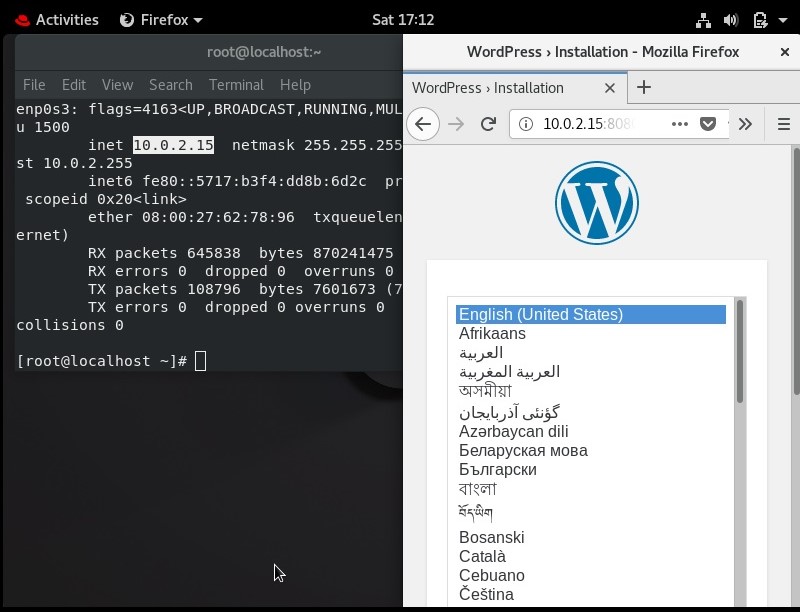 Activities Firefox Sat 17:12
root@localhost:~
File Edit View Search Terminal Help
enp0s3: flags=4163<UP,BROADCAST,RUNNING,MUL
u 1500
inet 10.0.2.15 netmask 255.255.255
st 10.0.2.255
inet6 fe80::5717:b3f4:dd8b:6d2c pr
scopeid 0x20<link>
ether 08:00:27:62:78:96 txqueuelen
ernet)
RX packets 645838 bytes 870241475
RX errors 0 dropped 0 overruns 0
TX packets 108796 bytes 7601673 (7
TX errors 0 dropped 0 overruns 0
collisions 0
[root@localhost ~]#
WordPress › Installation - Mozilla Firefox
WordPress › Installation
10.0.2.15:808
English (United States)
Afrikaans
العربية
العربية المغربية
অসমীয়া
گؤنئی آذربایجان
Azərbaycan dili
Беларуская мова
Български
বাংলা
བོད་ཡིག
Bosanski
Català
Cebuano
Čeština